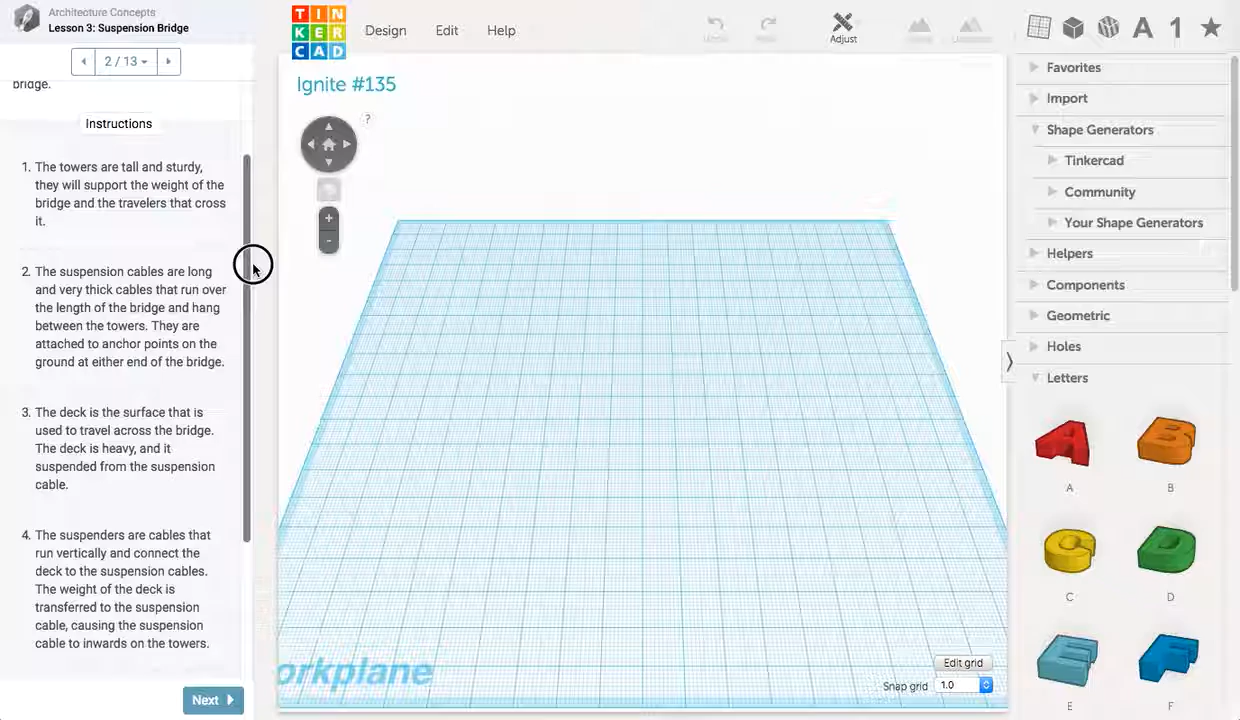 Architecture Concepts
Lesson 3: Suspension Bridge
2 / 13
bridge.
Instructions
1. The towers are tall and sturdy,
they will support the weight of the
bridge and the travelers that cross
it.
2. The suspension cables are long
and very thick cables that run over
the length of the bridge and hang
between the towers. They are
attached to anchor points on the
ground at either end of the bridge.
3. The deck is the surface that is
used to travel across the bridge.
The deck is heavy, and it
suspended from the suspension
cable.
4. The suspenders are cables that
run vertically and connect the
deck to the suspension cables.
The weight of the deck is
transferred to the suspension
cable, causing the suspension
cable to inwards on the towers.
Next
TIN
KER
CAD
Design Edit Help
Adjust
Ignite #135
?
+
-
orkplane
Edit grid
Snap grid 1.0
A 1
Favorites
Import
Shape Generators
Tinkercad
Community
Your Shape Generators
Helpers
Components
Geometric
Holes
Letters
A B
C D
E F